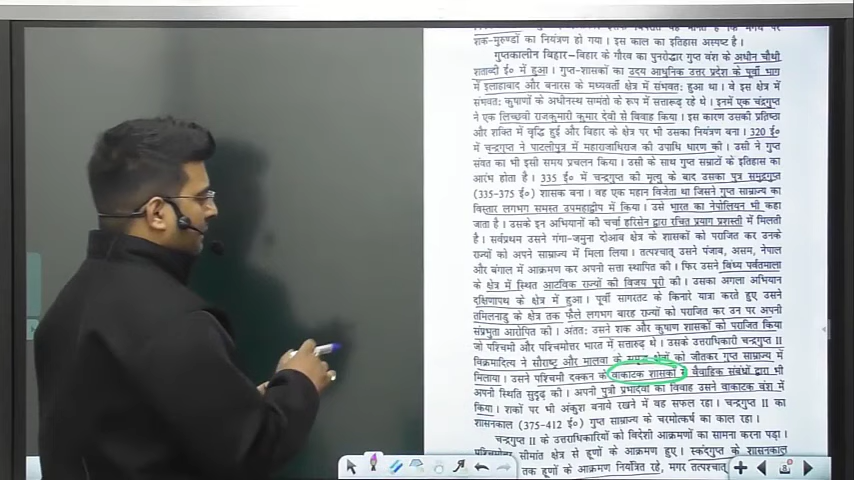 शक-मुरुण्डों का नियंत्रण हो गया । इस काल का इतिहास अस्पष्ट है ।
गुप्तकालीन बिहार–बिहार के गौरव का पुनरोद्धार गुप्त वंश के अधीन चौथी
शताब्दी ई० में हुआ । गुप्त-शासकों का उदय आधुनिक उत्तर प्रदेश के पूर्वी भाग
में इलाहाबाद और बनारस के मध्यवर्ती क्षेत्र में संभवत: हुआ था । वे इस क्षेत्र में
संभवत: कुषाणों के अधीनस्थ सामंतों के रूप में सत्तारूढ़ रहे थे । इनमें एक चंद्रगुप्त
ने एक लिच्छवी राजकुमारी कुमार देवी से विवाह किया । इस कारण उसकी प्रतिष्ठा
और शक्ति में वृद्धि हुई और बिहार के क्षेत्र पर भी उसका नियंत्रण बना । 320 ई०
में चन्द्रगुप्त ने पाटलीपुत्र में महाराजाधिराज की उपाधि धारण की । उसी ने गुप्त
संवत का भी इसी समय प्रचलन किया । उसी के साथ गुप्त सम्राटों के इतिहास का
आरंभ होता है । 335 ई० में चन्द्रगुप्त की मृत्यु के बाद उसका पुत्र समुद्रगुप्त
(335-375 ई०) शासक बना । वह एक महान विजेता था जिसने गुप्त साम्राज्य का
विस्तार लगभग समस्त उपमहाद्वीप में किया । उसे भारत का नेपोलियन भी कहा
जाता है । उसके इन अभियानों की चर्चा हरिसेन द्वारा रचित प्रयाग प्रशस्ती में मिलती
है । सर्वप्रथम उसने गंगा-जमुना दोआब क्षेत्र के शासकों को पराजित कर उनके
राज्यों को अपने साम्राज्य में मिला लिया । तत्पश्चात् उसने पंजाब, असम, नेपाल
और बंगाल में आक्रमण कर अपनी सत्ता स्थापित की । फिर उसने बिंध्य पर्वतमाला
के क्षेत्र में स्थित आटविक राज्यों की विजय पूरी की । उसका अगला अभियान
दक्षिणापथ के क्षेत्र में हुआ । पूर्वी सागरतट के किनारे यात्रा करते हुए उसने
तमिलनाडु के क्षेत्र तक फैले लगभग बारह राज्यों को पराजित कर उन पर अपनी
संप्रभुता आरोपित की । अंतत: उसने शक और कुषाण शासकों को पराजित किया
जो पश्चिमी और पश्चिमोत्तर भारत में सत्तारूढ़ थे । उसके उत्तराधिकारी चन्द्रगुप्त II
विक्रमादित्य ने सौराष्ट्र और मालवा के समृद्ध क्षेत्रों को जीतकर गुप्त साम्राज्य में
मिलाया । उसने पश्चिमी दक्कन के वाकाटक शासकों से वैवाहिक संबंधों द्वारा भी
अपनी स्थिति सुदृढ़ की । अपनी पुत्री प्रभादेवी का विवाह उसने वाकाटक वंश में
किया । शकों पर भी अंकुश बनाये रखने में वह सफल रहा । चन्द्रगुप्त II का
शासनकाल (375-412 ई०) गुप्त साम्राज्य के चरमोत्कर्ष का काल रहा ।
चन्द्रगुप्त II के उत्तराधिकारियों को विदेशी आक्रमणों का सामना करना पड़ा ।
पश्चिमोत्तर सीमांत क्षेत्र से हूणों के आक्रमण हुए । स्कंदगुप्त के शासनकाल
तक हूणों के आक्रमण नियंत्रित रहे, मगर तत्पश्चात्